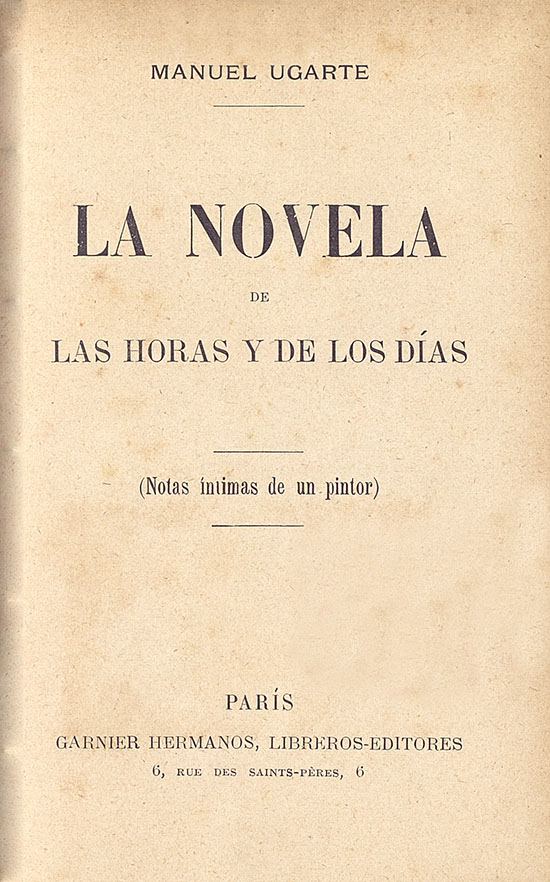 MANUEL UGARTE
LA NOVELA
DE
LAS HORAS Y DE LOS DÍAS
(Notas íntimas de un pintor)
PARÍS
GARNIER HERMANOS, LIBREROS-EDITORES
6, RUE DES SAINTS-PÈRES, 6